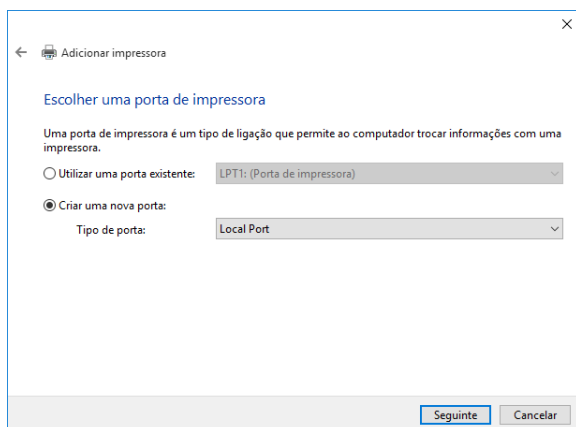 Adicionar impressora
Escolher uma porta de impressora
Uma porta de impressora é um tipo de ligação que permite ao computador trocar informações com uma
impressora.
Utilizar uma porta existente: LPT1: (Porta de impressora)
Criar uma nova porta:
Tipo de porta: Local Port
Seguinte Cancelar